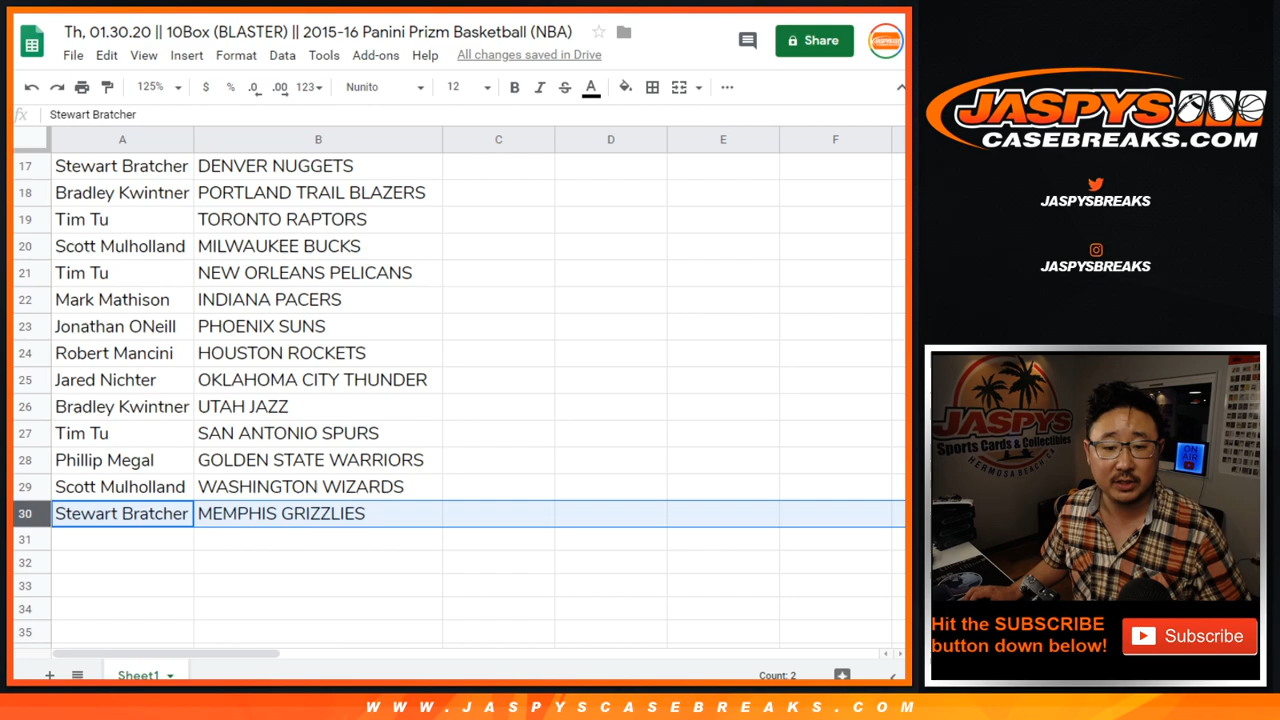 Th, 01.30.20 || 10Box (BLASTER) || 2015-16 Panini Prizm Basketball (NBA)
File Edit View Insert Format Data Tools Add-ons Help All changes saved in Drive
Share
125% $ % .0 .00 123 Nunito 12 B I S A
fx Stewart Bratcher
A B C D E F
17 Stewart Bratcher DENVER NUGGETS
18 Bradley Kwintner PORTLAND TRAIL BLAZERS
19 Tim Tu TORONTO RAPTORS
20 Scott Mulholland MILWAUKEE BUCKS
21 Tim Tu NEW ORLEANS PELICANS
22 Mark Mathison INDIANA PACERS
23 Jonathan ONeill PHOENIX SUNS
24 Robert Mancini HOUSTON ROCKETS
25 Jared Nichter OKLAHOMA CITY THUNDER
26 Bradley Kwintner UTAH JAZZ
27 Tim Tu SAN ANTONIO SPURS
28 Phillip Megal GOLDEN STATE WARRIORS
29 Scott Mulholland WASHINGTON WIZARDS
30 Stewart Bratcher MEMPHIS GRIZZLIES
31
32
33
34
35
Sheet1 Count: 2
JASPYS
CASEBREAKS.COM
JASPYSBREAKS
JASPYSBREAKS
JASPYS
Sports Cards & Collectibles
HERMOSA BEACH, CA
ON
AIR
Hit the SUBSCRIBE
button down below!
Subscribe
WWW.JASPYSCASEBREAKS.COM